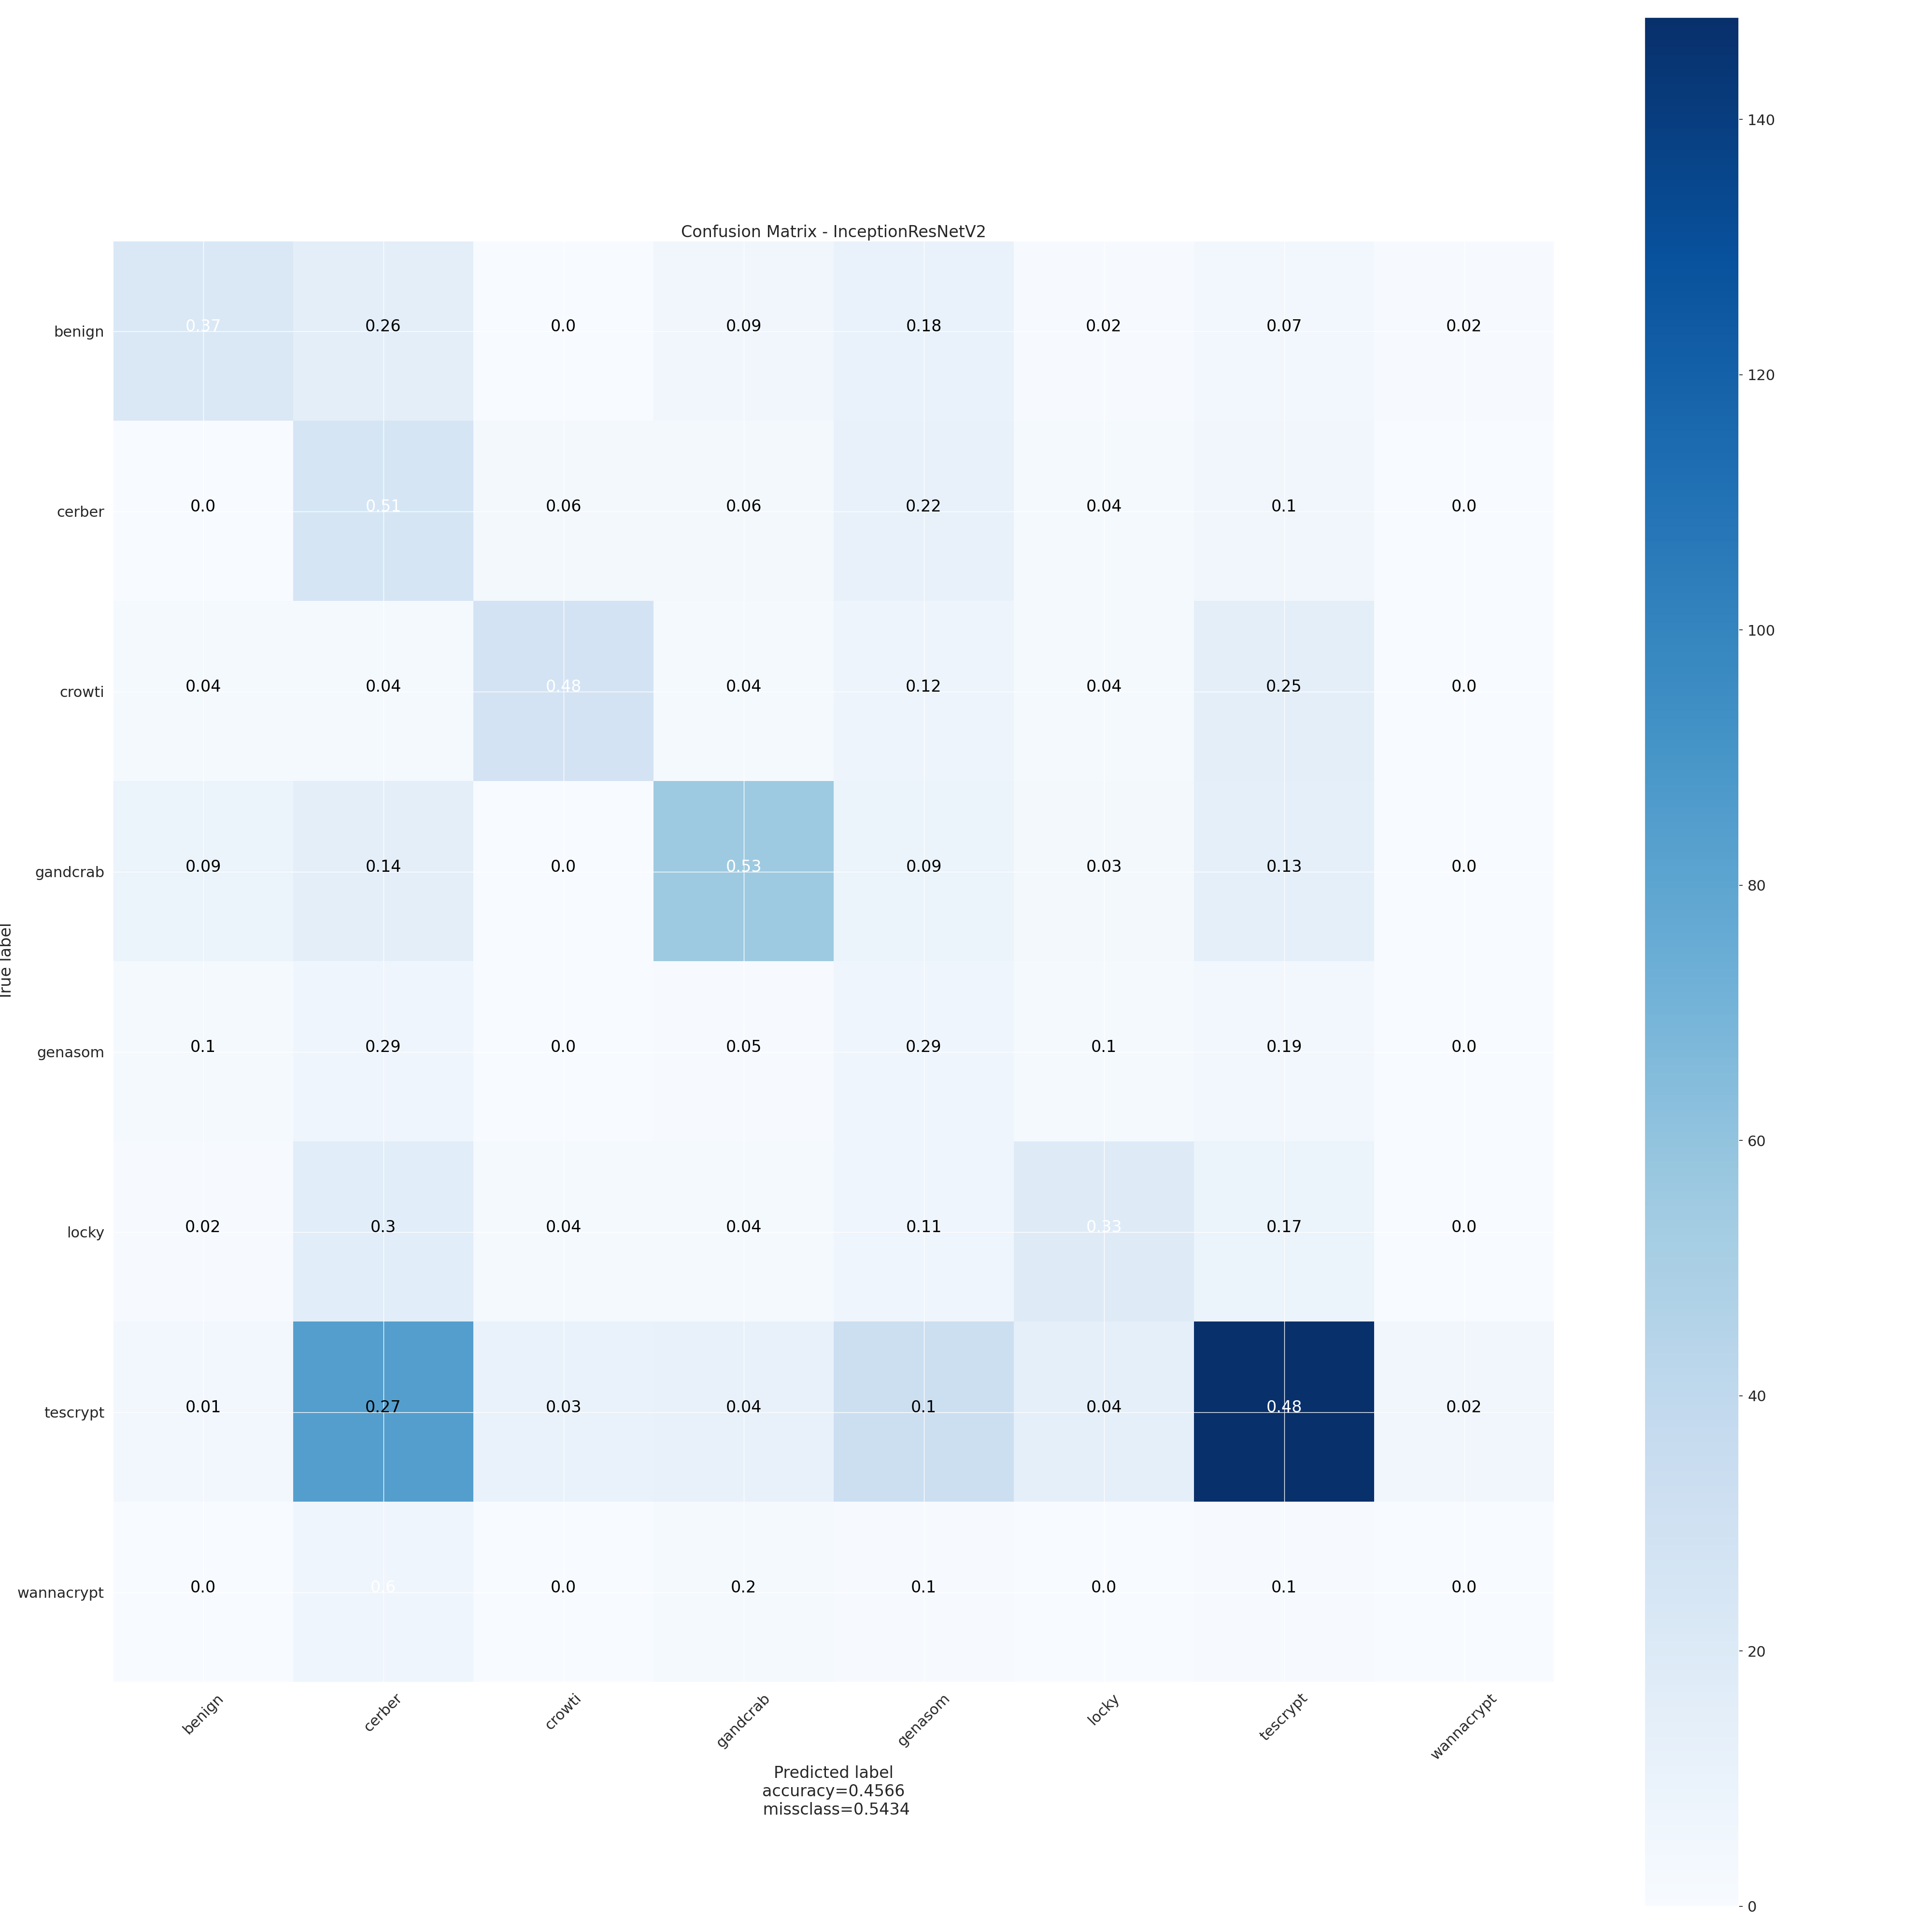 Confusion Matrix - InceptionResNetV2
benign 0.37 0.26 0.0 0.09 0.18 0.02 0.07 0.02
cerber 0.0 0.51 0.06 0.06 0.22 0.04 0.1 0.0
crowti 0.04 0.04 0.48 0.04 0.12 0.04 0.25 0.0
gandcrab 0.09 0.14 0.0 0.53 0.09 0.03 0.13 0.0
genasom 0.1 0.29 0.0 0.05 0.29 0.1 0.19 0.0
locky 0.02 0.3 0.04 0.04 0.11 0.33 0.17 0.0
tescrypt 0.01 0.27 0.03 0.04 0.1 0.04 0.48 0.02
wannacrypt 0.0 0.6 0.0 0.2 0.1 0.0 0.1 0.0
True label
benign cerber crowti gandcrab genasom locky tescrypt wannacrypt
Predicted label
accuracy=0.4566
missclass=0.5434
140
120
100
80
60
40
20
0